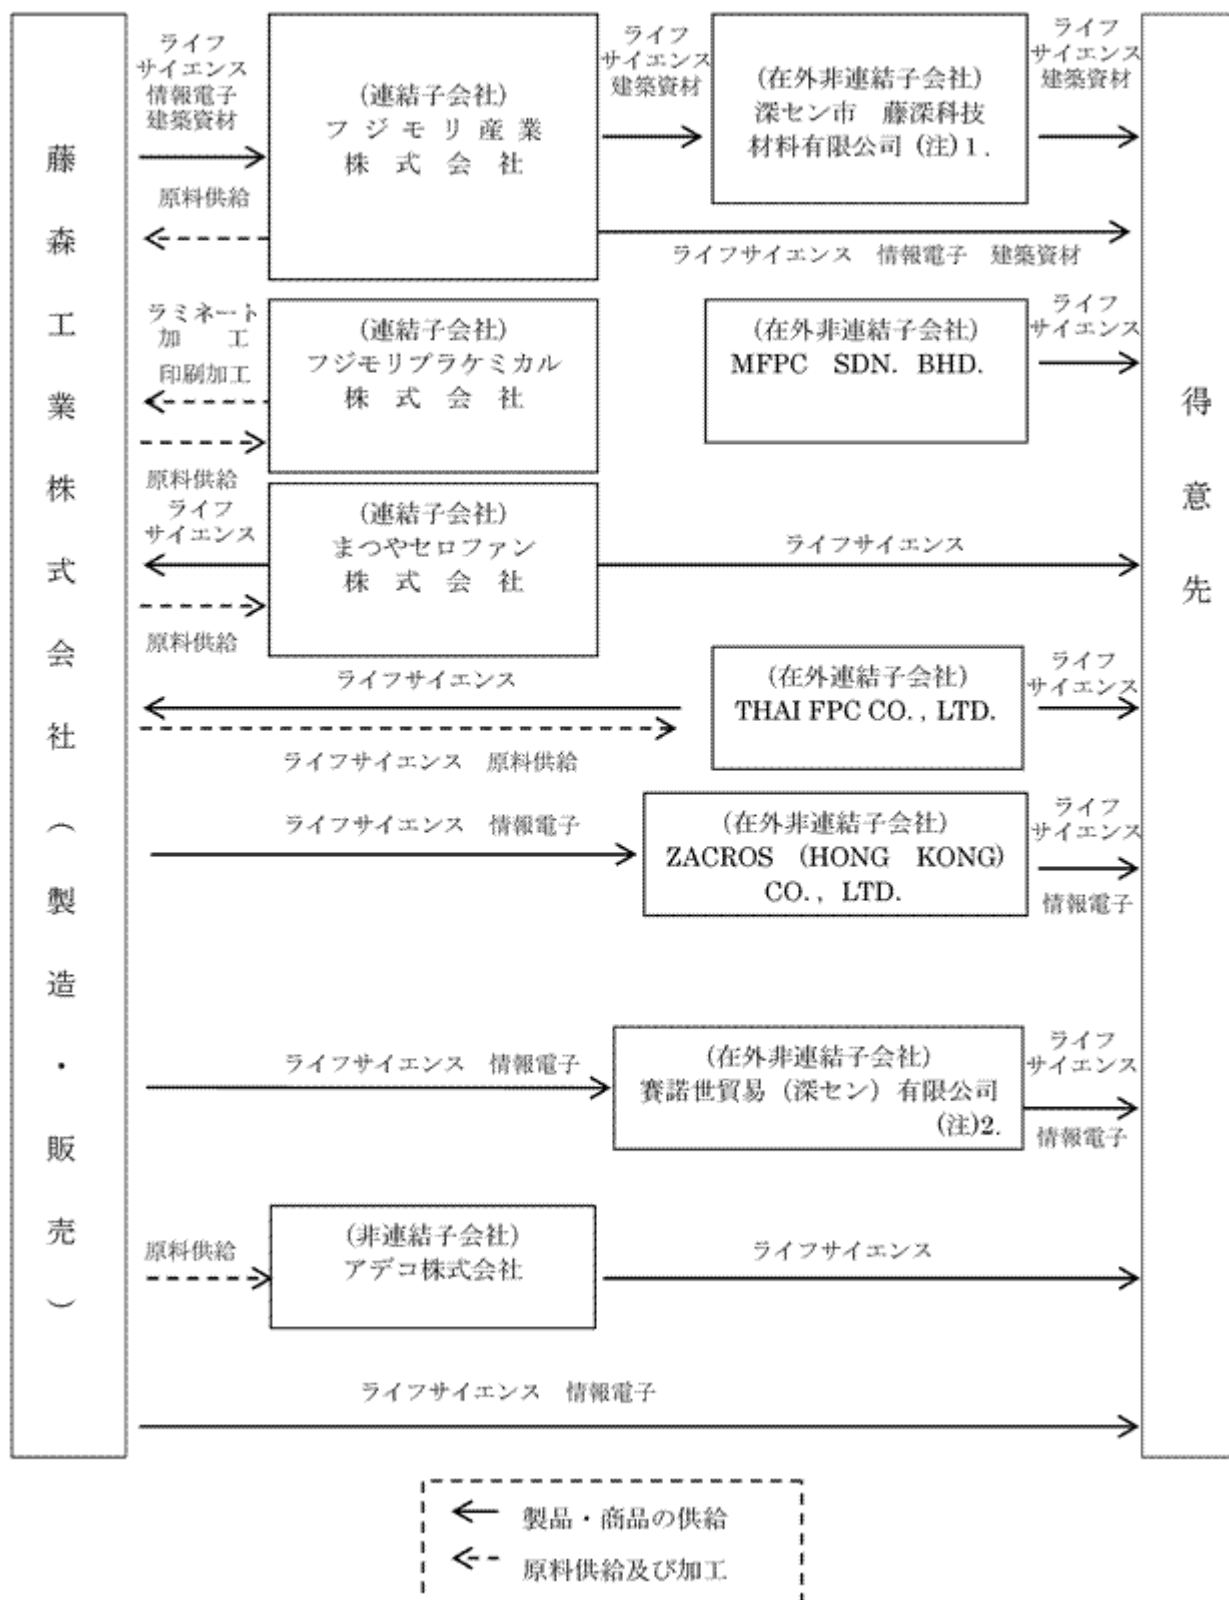 藤森工業株式会社(製造・販売)
ライフ
サイエンス
情報電子
建築資材
原料供給
(連結子会社)
フジモリ産業
株式会社
ライフ
サイエンス
建築資材
(在外非連結子会社)
深セン市 藤深科技
材料有限公司 (注)1.
ライフ
サイエンス
建築資材
ライフサイエンス 情報電子 建築資材
ラミネート
加工
印刷加工
原料供給
(連結子会社)
フジモリプラケミカル
株式会社
(在外非連結子会社)
MFPC SDN. BHD.
ライフ
サイエンス
ライフ
サイエンス
原料供給
(連結子会社)
まつやセロファン
株式会社
ライフサイエンス
ライフサイエンス
ライフサイエンス 原料供給
(在外連結子会社)
THAI FPC CO., LTD.
ライフ
サイエンス
ライフサイエンス 情報電子
(在外非連結子会社)
ZACROS (HONG KONG)
CO., LTD.
ライフ
サイエンス
情報電子
ライフサイエンス 情報電子
(在外非連結子会社)
賽諾世貿易(深セン)有限公司
(注)2.
ライフ
サイエンス
情報電子
原料供給
(非連結子会社)
アデコ株式会社
ライフサイエンス
ライフサイエンス 情報電子
得意先
製品・商品の供給
原料供給及び加工